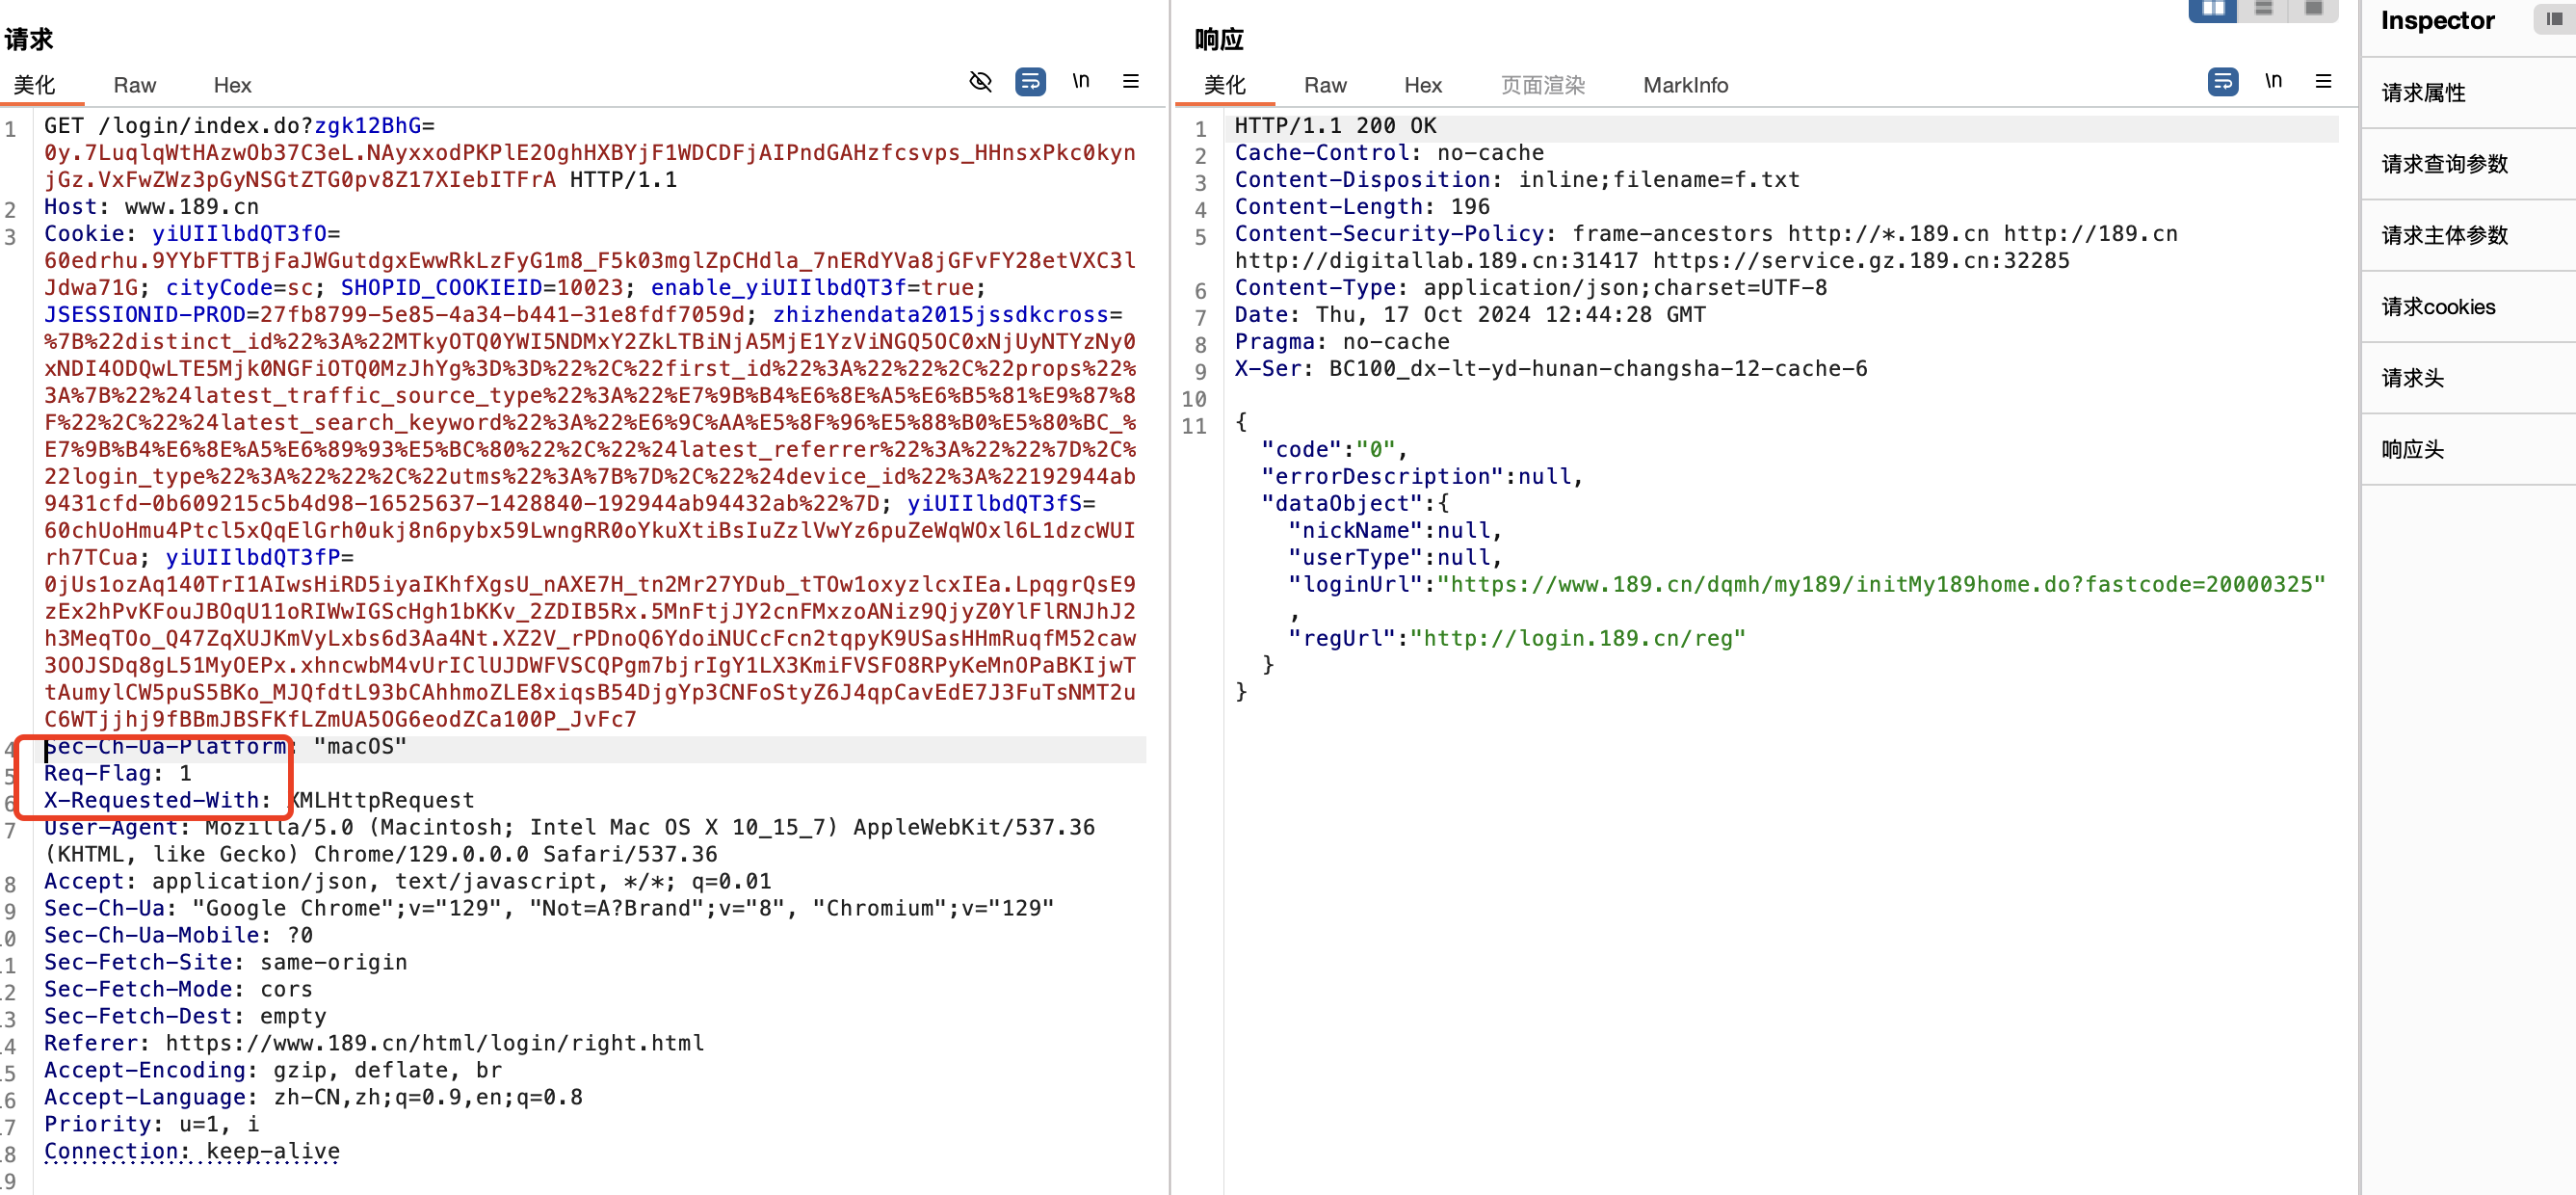 请求
美化 Raw Hex \n
1 GET /login/index.do?zgk12BhG=
0y.7LuqlqWtHAzwOb37C3eL.NAyxxodPKPlE2OghHXBYjF1WDCDFjAIPndGAHzfcsvps_HHnsxPkc0kyn
jGz.VxFwZWz3pGyNSGtZTG0pv8Z17XIebITFrA HTTP/1.1
2 Host: www.189.cn
3 Cookie: yiUIIlbdQT3fO=
60edrhu.9YYbFTTBjFaJWGutdgxEwwRkLzFyG1m8_F5k03mglZpCHdla_7nERdYVa8jGFvFY28etVXC3l
Jdwa71G; cityCode=sc; SHOPID_COOKIEID=10023; enable_yiUIIlbdQT3f=true;
JSESSIONID-PROD=27fb8799-5e85-4a34-b441-31e8fdf7059d; zhizhendata2015jssdkcross=
%7B%22distinct_id%22%3A%22MTkyOTQ0YWI5NDMxY2ZkLTBiNjA5MjE1YzViNGQ5OC0xNjUyNTYzNy0
xNDI4ODQwLTE5Mjk0NGFiOTQ0MzJhYg%3D%3D%22%2C%22first_id%22%3A%22%22%2C%22props%22%
3A%7B%22%24latest_traffic_source_type%22%3A%22%E7%9B%B4%E6%8E%A5%E6%B5%81%E9%87%8
F%22%2C%22%24latest_search_keyword%22%3A%22%E6%9C%AA%E5%8F%96%E5%88%B0%E5%80%BC_%
E7%9B%B4%E6%8E%A5%E6%89%93%E5%BC%80%22%2C%22%24latest_referrer%22%3A%22%22%7D%2C%
22login_type%22%3A%22%22%2C%22utms%22%3A%7B%7D%2C%22%24device_id%22%3A%22192944ab
9431cfd-0b609215c5b4d98-16525637-1428840-192944ab94432ab%22%7D; yiUIIlbdQT3fS=
60chUoHmu4Ptcl5xQqElGrh0ukj8n6pybx59LwngRR0oYkuXtiBsIuZzlVwYz6puZeWqWOxl6L1dzcWUI
rh7TCua; yiUIIlbdQT3fP=
0jUs1ozAq140TrI1AIwsHiRD5iyaIKhfXgsU_nAXE7H_tn2Mr27YDub_tTOw1oxyzlcxIEa.LpqgrQsE9
zEx2hPvKFouJBOqU11oRIWwIGScHgh1bKKv_2ZDIB5Rx.5MnFtjJY2cnFMxzoANiz9QjyZ0YlFlRNJhJ2
h3MeqTOo_Q47ZqXUJKmVyLxbs6d3Aa4Nt.XZ2V_rPDnoQ6YdoiNUCcFcn2tqpyK9USasHHmRuqfM52caw
3OOJSDq8gL51MyOEPx.xhncwbM4vUrIClUJDWFVSCQPgm7bjrIgY1LX3KmiFVSFO8RPyKeMnOPaBKIjwT
tAumylCW5puS5BKo_MJQfdtL93bCAhhmoZLE8xiqsB54DjgYp3CNFoStyZ6J4qpCavEdE7J3FuTsNMT2u
C6WTjjhj9fBBmJBSFKfLZmUA5OG6eodZCa100P_JvFc7
4 Sec-Ch-Ua-Platform: "macOS"
5 Req-Flag: 1
6 X-Requested-With: XMLHttpRequest
7 User-Agent: Mozilla/5.0 (Macintosh; Intel Mac OS X 10_15_7) AppleWebKit/537.36
(KHTML, like Gecko) Chrome/129.0.0.0 Safari/537.36
8 Accept: application/json, text/javascript, */*; q=0.01
9 Sec-Ch-Ua: "Google Chrome";v="129", "Not=A?Brand";v="8", "Chromium";v="129"
0 Sec-Ch-Ua-Mobile: ?0
1 Sec-Fetch-Site: same-origin
2 Sec-Fetch-Mode: cors
3 Sec-Fetch-Dest: empty
4 Referer: https://www.189.cn/html/login/right.html
5 Accept-Encoding: gzip, deflate, br
6 Accept-Language: zh-CN,zh;q=0.9,en;q=0.8
7 Priority: u=1, i
8 Connection: keep-alive
9
响应
美化 Raw Hex 页面渲染 MarkInfo \n
1 HTTP/1.1 200 OK
2 Cache-Control: no-cache
3 Content-Disposition: inline;filename=f.txt
4 Content-Length: 196
5 Content-Security-Policy: frame-ancestors http://*.189.cn http://189.cn
http://digitallab.189.cn:31417 https://service.gz.189.cn:32285
6 Content-Type: application/json;charset=UTF-8
7 Date: Thu, 17 Oct 2024 12:44:28 GMT
8 Pragma: no-cache
9 X-Ser: BC100_dx-lt-yd-hunan-changsha-12-cache-6
10
11 {
"code":"0",
"errorDescription":null,
"dataObject":{
"nickName":null,
"userType":null,
"loginUrl":"https://www.189.cn/dqmh/my189/initMy189home.do?fastcode=20000325"
,
"regUrl":"http://login.189.cn/reg"
}
}
Inspector
请求属性
请求查询参数
请求主体参数
请求cookies
请求头
响应头